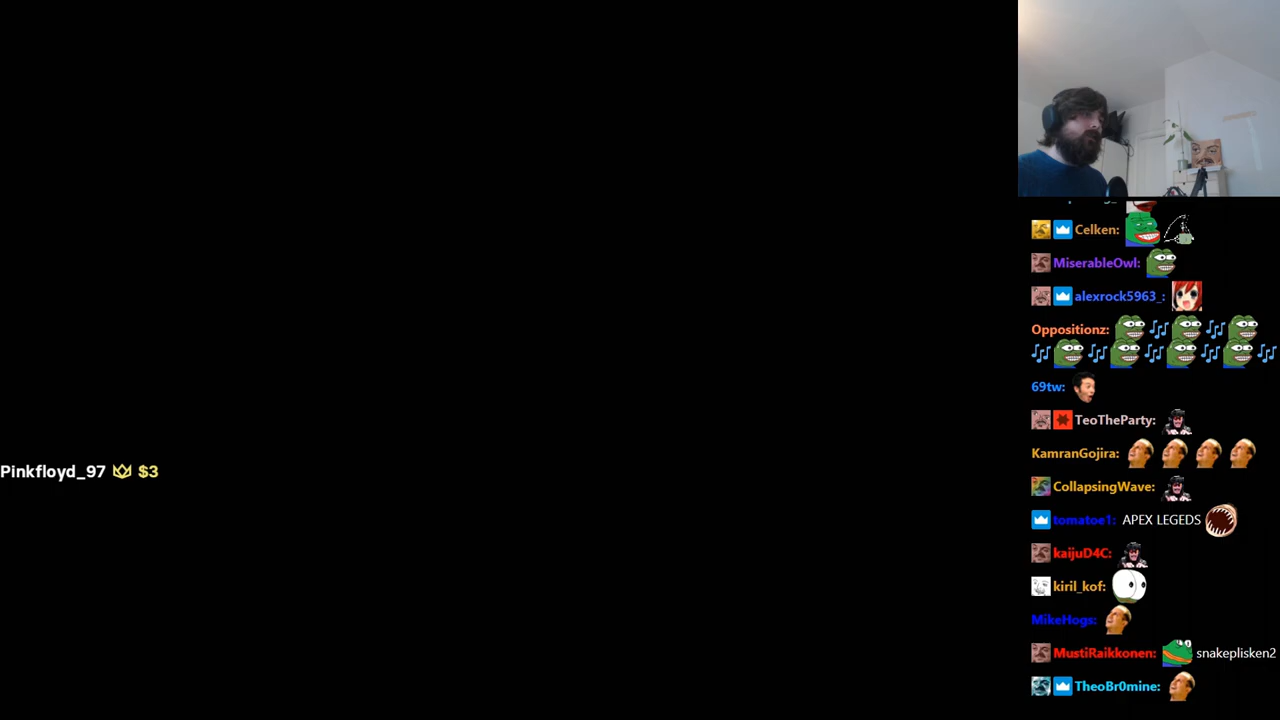 Celken:
MiserableOwl:
alexrock5963_:
Oppositionz:
69tw:
TeoTheParty:
KamranGojira:
Pinkfloyd_97 $3
CollapsingWave:
tomatoe1: APEX LEGEDS
kaijuD4C:
kiril_kof:
MikeHogs:
MustiRaikkonen: snakeplisken2
TheoBr0mine: